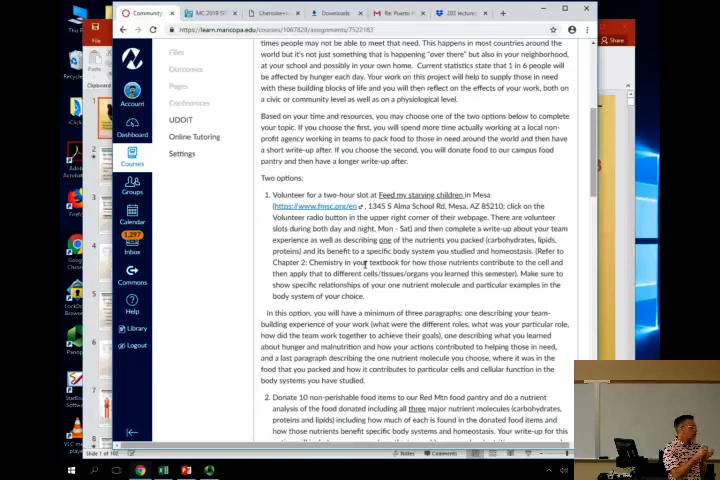 Community
MC 2019 ST
Cheroske+
Downloads
Re: Puerto R
201 lecture
https://learn.maricopa.edu/courses/1067828/assignments/7522183
Share
Paste
Clipboard
Account
Dashboard
Courses
Groups
Calendar
1,297
Inbox
Commons
Help
Library
Logout
Files
Outcomes
Pages
Conferences
UDOIT
Online Tutoring
Settings
times people may not be able to meet that need. This happens in most countries around the
world but it's not just something that is happening "over there" but also in your neighborhood,
at your school and possibly in your own home. Current statistics state that 1 in 6 people will
be affected by hunger each day. Your work on this project will help to supply those in need
with these building blocks of life and you will then reflect on the effects of your work, both on
a civic or community level as well as on a physiological level.
Based on your time and resources, you may choose one of the two options below to complete
your topic. If you choose the first, you will spend more time actually working at a local non-
profit agency working in teams to pack food to those in need around the world and then have
a short write-up after. If you choose the second, you will donate food to our campus food
pantry and then have a longer write-up after.
Two options:
1. Volunteer for a two-hour slot at Feed my starving children in Mesa
(https://www.fmsc.org/en , 1345 S Alma School Rd, Mesa, AZ 85210; click on the
Volunteer radio button in the upper right corner of their webpage. There are volunteer
slots during both day and night, Mon - Sat) and then complete a write-up about your team
experience as well as describing one of the nutrients you packed (carbohydrates, lipids,
proteins) and its benefit to a specific body system you studied and homeostasis. (Refer to
Chapter 2: Chemistry in your textbook for how those nutrients contribute to the cell and
then apply that to different cells/tissues/organs you learned this semester). Make sure to
show specific relationships of your one nutrient molecule and particular examples in the
body system of your choice.
In this option, you will have a minimum of three paragraphs: one describing your team-
building experience of your work (what were the different roles, what was your particular role,
how did the team work together to achieve their goals), one describing what you learned
about hunger and malnutrition and how your actions contributed to helping those in need,
and a last paragraph describing the one nutrient molecule you choose, where it was in the
food that you packed and how it contributes to particular cells and cellular function in the
body systems you have studied.
2. Donate 10 non-perishable food items to our Red Mtn food pantry and do a nutrient
analysis of the food donated including all three major nutrient molecules (carbohydrates,
proteins and lipids) including how much of each is found in the donated food items and
how those nutrients benefit specific body systems and homeostasis. Your write-up for this
Slide 1 of 102
Notes
Comments